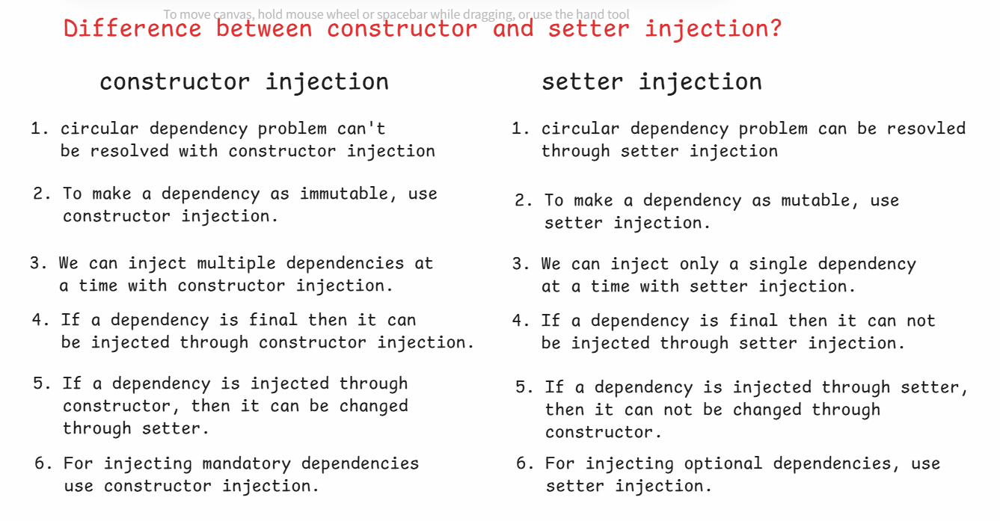 To move canvas, hold mouse wheel or spacebar while dragging, or use the hand tool
Difference between constructor and setter injection?
constructor injection
1. circular dependency problem can't
be resolved with constructor injection
2. To make a dependency as immutable, use
constructor injection.
3. We can inject multiple dependencies at
a time with constructor injection.
4. If a dependency is final then it can
be injected through constructor injection.
5. If a dependency is injected through
constructor, then it can be changed
through setter.
6. For injecting mandatory dependencies
use constructor injection.
setter injection
1. circular dependency problem can be resovled
through setter injection
2. To make a dependency as mutable, use
setter injection.
3. We can inject only a single dependency
at a time with setter injection.
4. If a dependency is final then it can not
be injected through setter injection.
5. If a dependency is injected through setter,
then it can not be changed through
constructor.
6. For injecting optional dependencies, use
setter injection.